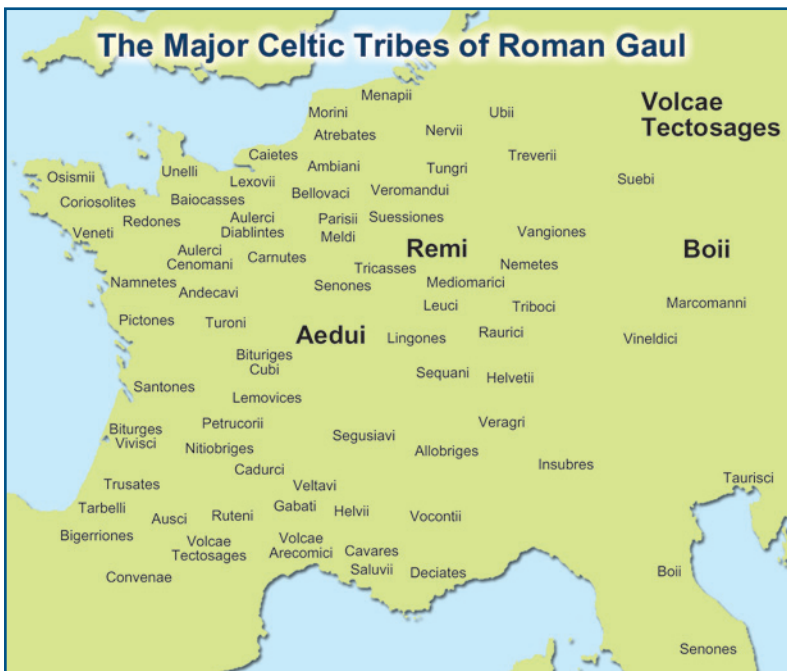 The Major Celtic Tribes of Roman Gaul
Menapii
Volcae
Tectosages
Morini
Ubii
Atrebates
Nervii
Caietes
Treverii
Ambiani
Tungri
Unelli
Osismii
Lexovii
Suebi
Bellovaci
Veromandui
Coriosolites
Baiocasses
Redones
Aulerci
Diablintes
Parisii
Meldi
Suessiones
Veneti
Vangiones
Aulerci
Cenomani
Carnutes
Remi
Boii
Tricasses
Nemetes
Namnetes
Andecavi
Senones
Mediomarici
Leuci
Triboci
Marcomanni
Pictones
Turoni
Aedui
Lingones
Raurici
Vineldici
Bituriges
Cubi
Sequani
Helvetii
Santones
Lemovices
Biturges
Vivisci
Petrucorii
Veragri
Segusiavi
Nitiobriges
Allobriges
Cadurci
Insubres
Trusates
Veltavi
Taurisci
Tarbelli
Gabati
Helvii
Ausci
Ruteni
Vocontii
Bigerriones
Volcae
Tectosages
Volcae
Arecomici
Cavares
Saluvii
Deciates
Convenae
Boii
Senones